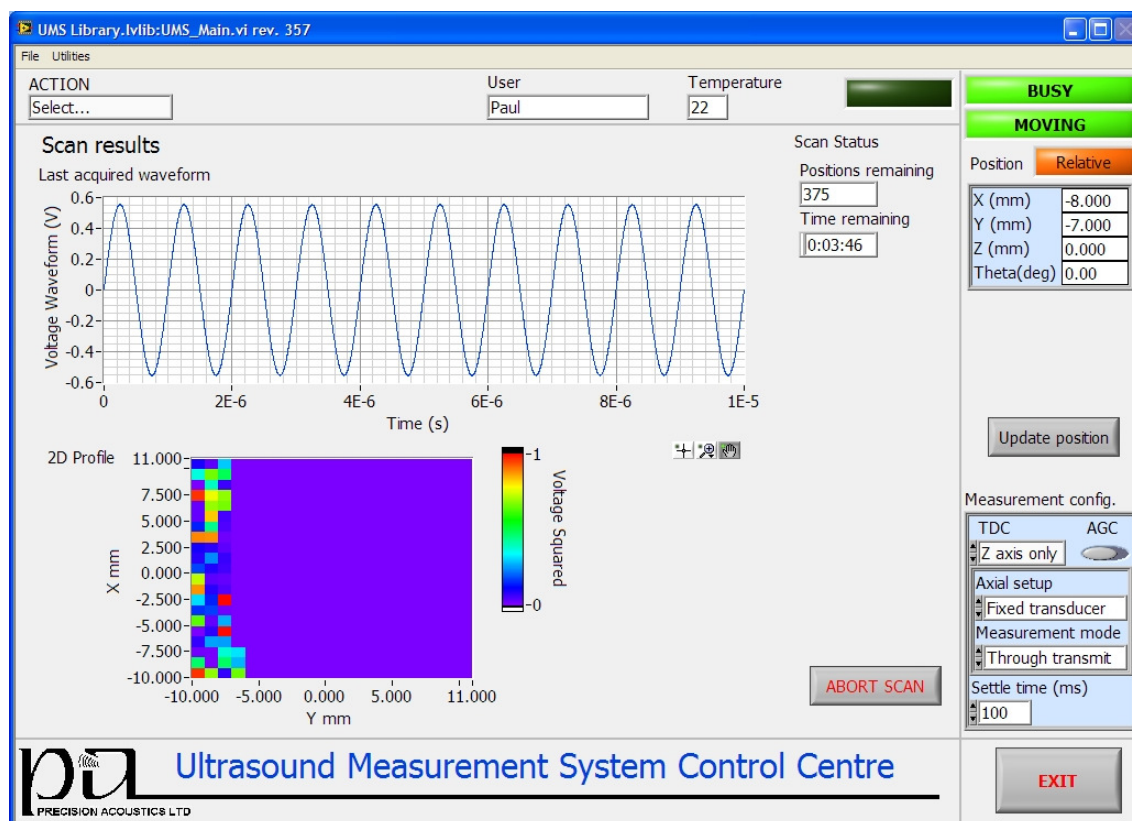 UMS Library.lvlib:UMS_Main.vi rev. 357
File Utilities
ACTION
Select...
User
Paul
Temperature
22
BUSY
MOVING
Position Relative
X (mm) -8.000
Y (mm) -7.000
Z (mm) 0.000
Theta(deg) 0.00
Update position
Scan results
Last acquired waveform
Voltage Waveform (V)
0.6
0.4
0.2
0
-0.2
-0.4
-0.6
0 2E-6 4E-6 6E-6 8E-6 1E-5
Time (s)
Scan Status
Positions remaining
375
Time remaining
0:03:46
2D Profile
X mm
11.000
7.500
5.000
2.500
0.000
-2.500
-5.000
-7.500
-10.000
-10.000 -5.000 0.000 5.000 11.000
Y mm
1
0
Voltage Squared
ABORT SCAN
Measurement config.
TDC AGC
Z axis only
Axial setup
Fixed transducer
Measurement mode
Through transmit
Settle time (ms)
100
pa
PRECISION ACOUSTICS LTD
Ultrasound Measurement System Control Centre
EXIT